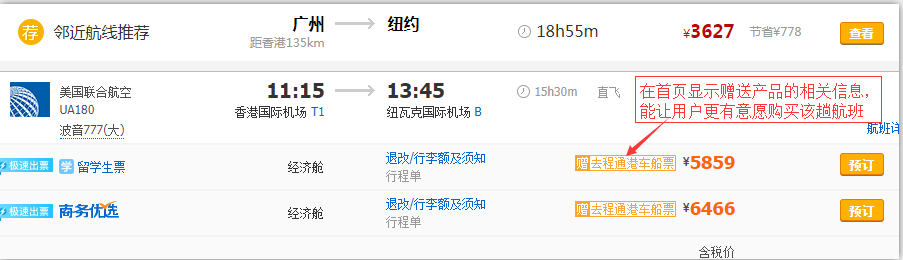 荐 邻近航线推荐 广州 纽约 18h55m ¥3627 节省¥778 查看
距香港135km
美国联合航空 11:15 13:45 15h30m 直飞 在首页显示赠送产品的相关信息，
UA180 香港国际机场 T1 纽瓦克国际机场 B 能让用户更有意愿购买该趟航班
波音777(大) 航班详
极速出票 学 留学生票 经济舱 退改/行李额及须知 赠 去程通港车船票 ¥5859 预订
行程单
极速出票 商务优选 经济舱 退改/行李额及须知 赠 去程通港车船票 ¥6466 预订
行程单
含税价